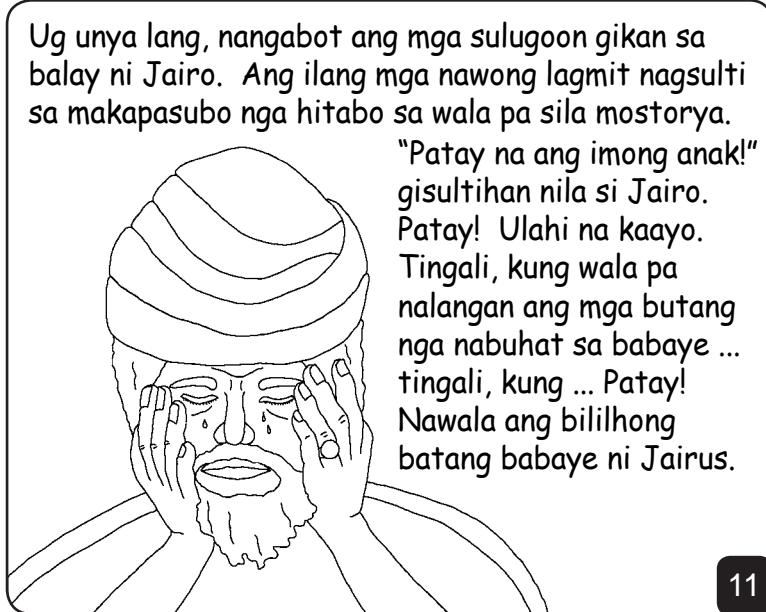 Ug unya lang, nangabot ang mga sulugoon gikan sa
balay ni Jairo.  Ang ilang mga nawong lagmit nagsulti
sa makapasubo nga hitabo sa wala pa sila mostorya.
“Patay na ang imong anak!”
gisultihan nila si Jairo.
Patay!  Ulahi na kaayo.
Tingali, kung wala pa
nalangan ang mga butang
nga nabuhat sa babaye ...
tingali, kung ... Patay!
Nawala ang bililhong
batang babaye ni Jairus.
11